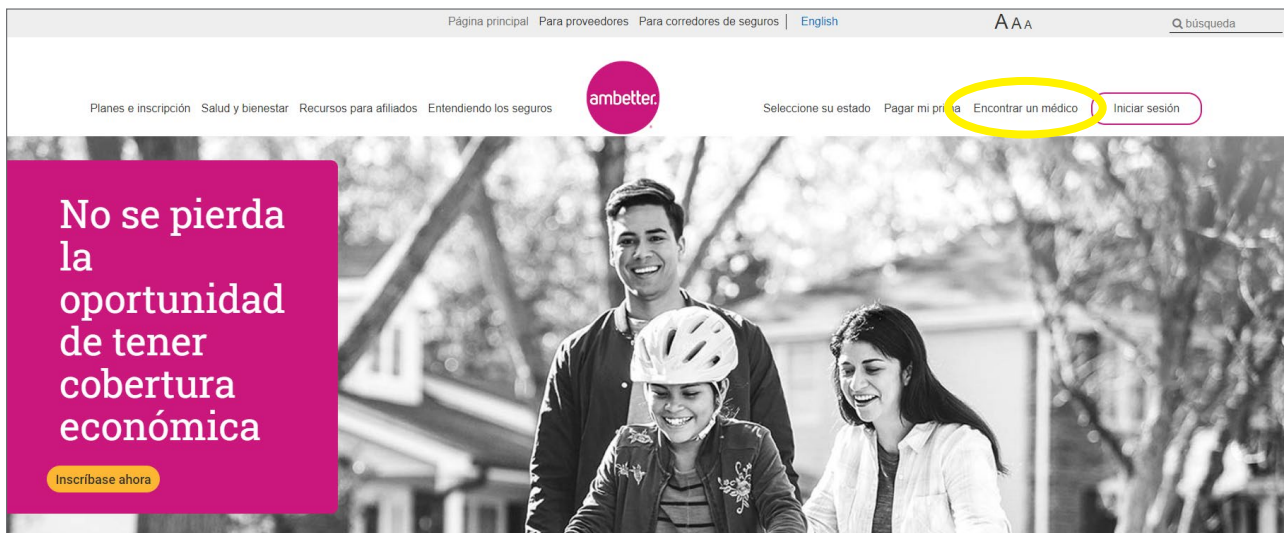 Página principal Para proveedores Para corredores de seguros | English
A A A
búsqueda
Planes e inscripción Salud y bienestar Recursos para afiliados Entendiendo los seguros
ambetter.
Seleccione su estado Pagar mi prima Encontrar un médico Iniciar sesión
No se pierda
la
oportunidad
de tener
cobertura
económica
Inscríbase ahora